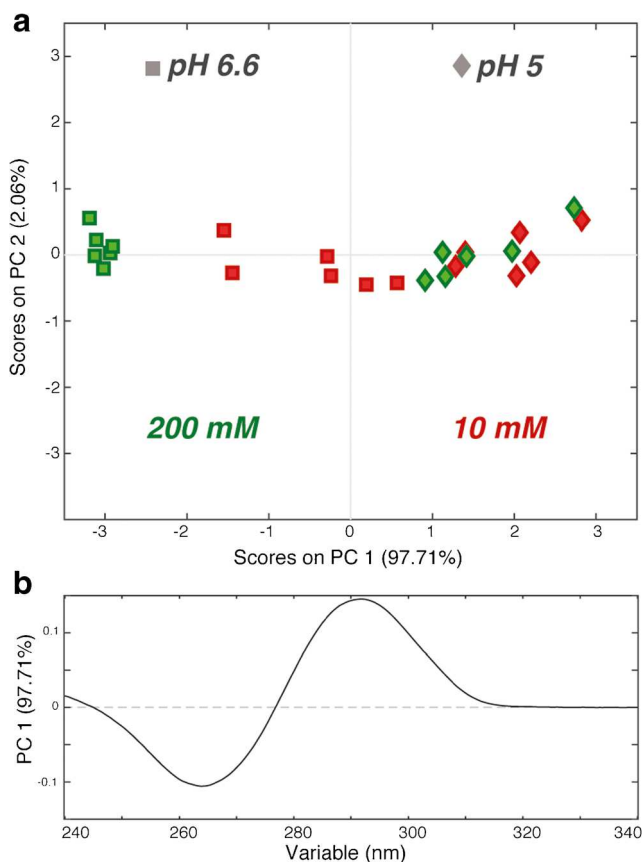 a
pH 6.6
pH 5
3
2
1
0
-1
-2
-3
Scores on PC 2 (2.06%)
200 mM
10 mM
-3 -2 -1 0 1 2 3
Scores on PC 1 (97.71%)
b
0.1
0
-0.1
PC 1 (97.71%)
240 260 280 300 320 340
Variable (nm)